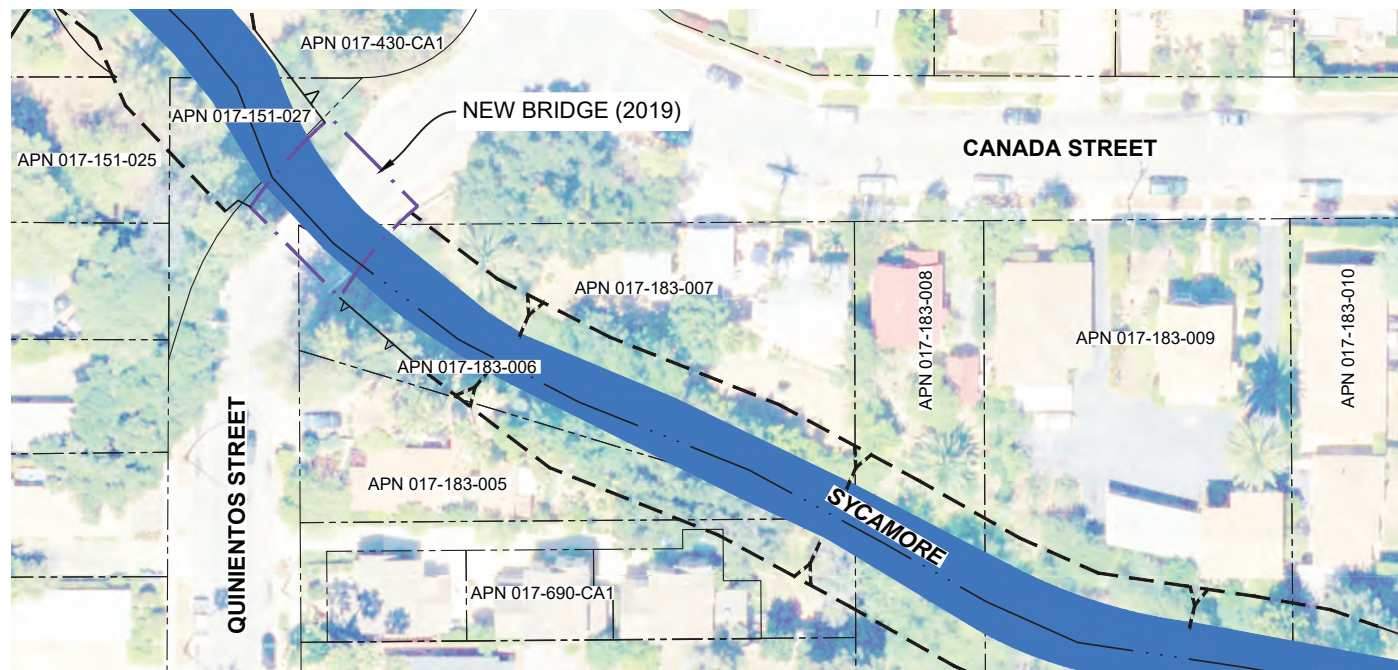 APN 017-430-CA1
APN 017-151-027
NEW BRIDGE (2019)
CANADA STREET
APN 017-151-025
APN 017-183-007
APN 017-183-008
APN 017-183-009
APN 017-183-010
APN 017-183-006
QUINIENTOS STREET
APN 017-183-005
SYCAMORE
APN 017-690-CA1